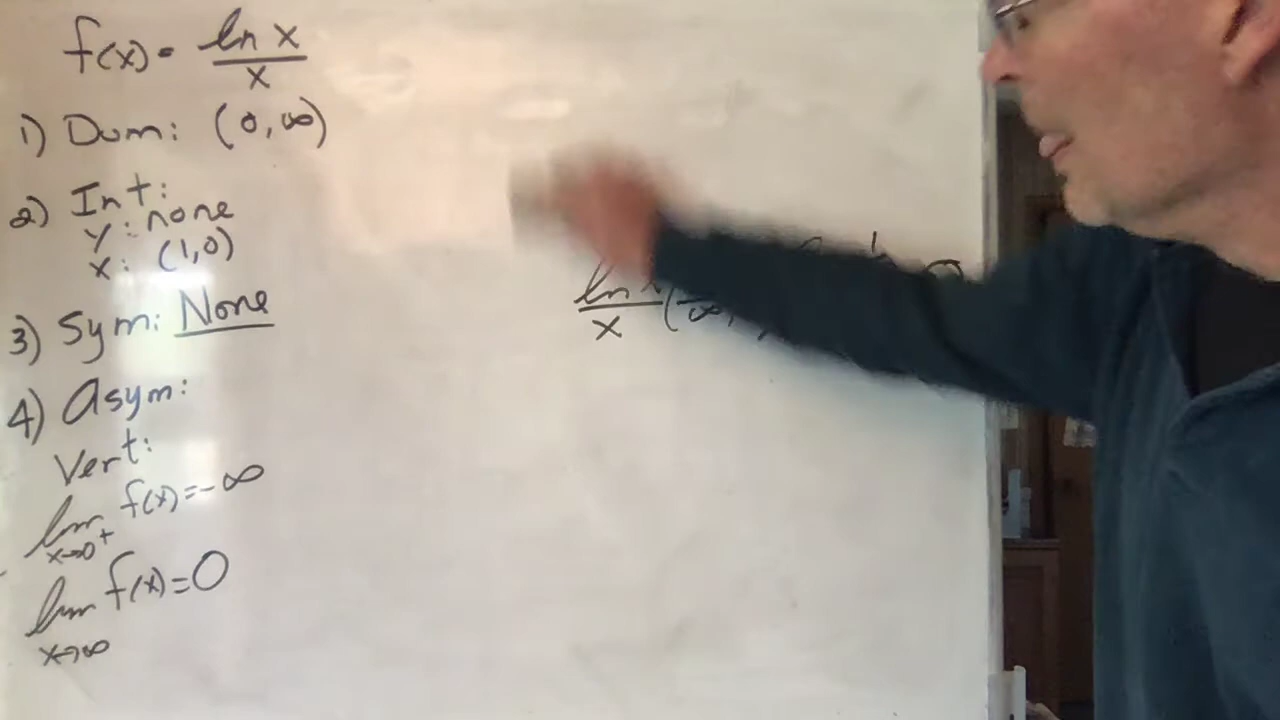 f(x) = ln x / x
1) Dom: (0, ∞)
2) Int:
y: none
x: (1, 0)
3) Sym: None
4) Asym:
Vert:
lim x→0⁺ f(x) = -∞
lim x→∞ f(x) = 0
ln x / x